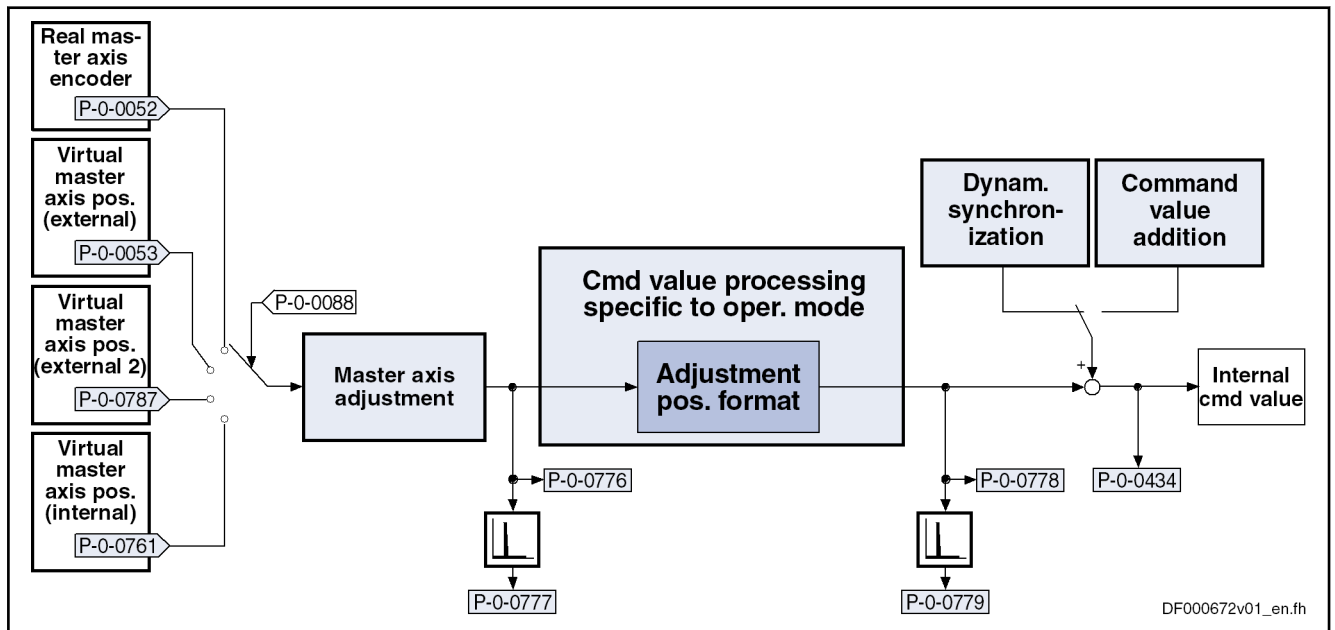 Real mas-
ter axis
encoder
P-0-0052
Virtual
master
axis pos.
(external)
P-0-0053
Virtual
master
axis pos.
(external 2)
P-0-0787
Virtual
master
axis pos.
(internal)
P-0-0761
P-0-0088
Master axis
adjustment
P-0-0776
P-0-0777
Cmd value processing
specific to oper. mode
Adjustment
pos. format
P-0-0778
P-0-0779
Dynam.
synchron-
ization
Command
value
addition
+
P-0-0434
Internal
cmd value
DF000672v01_en.fh